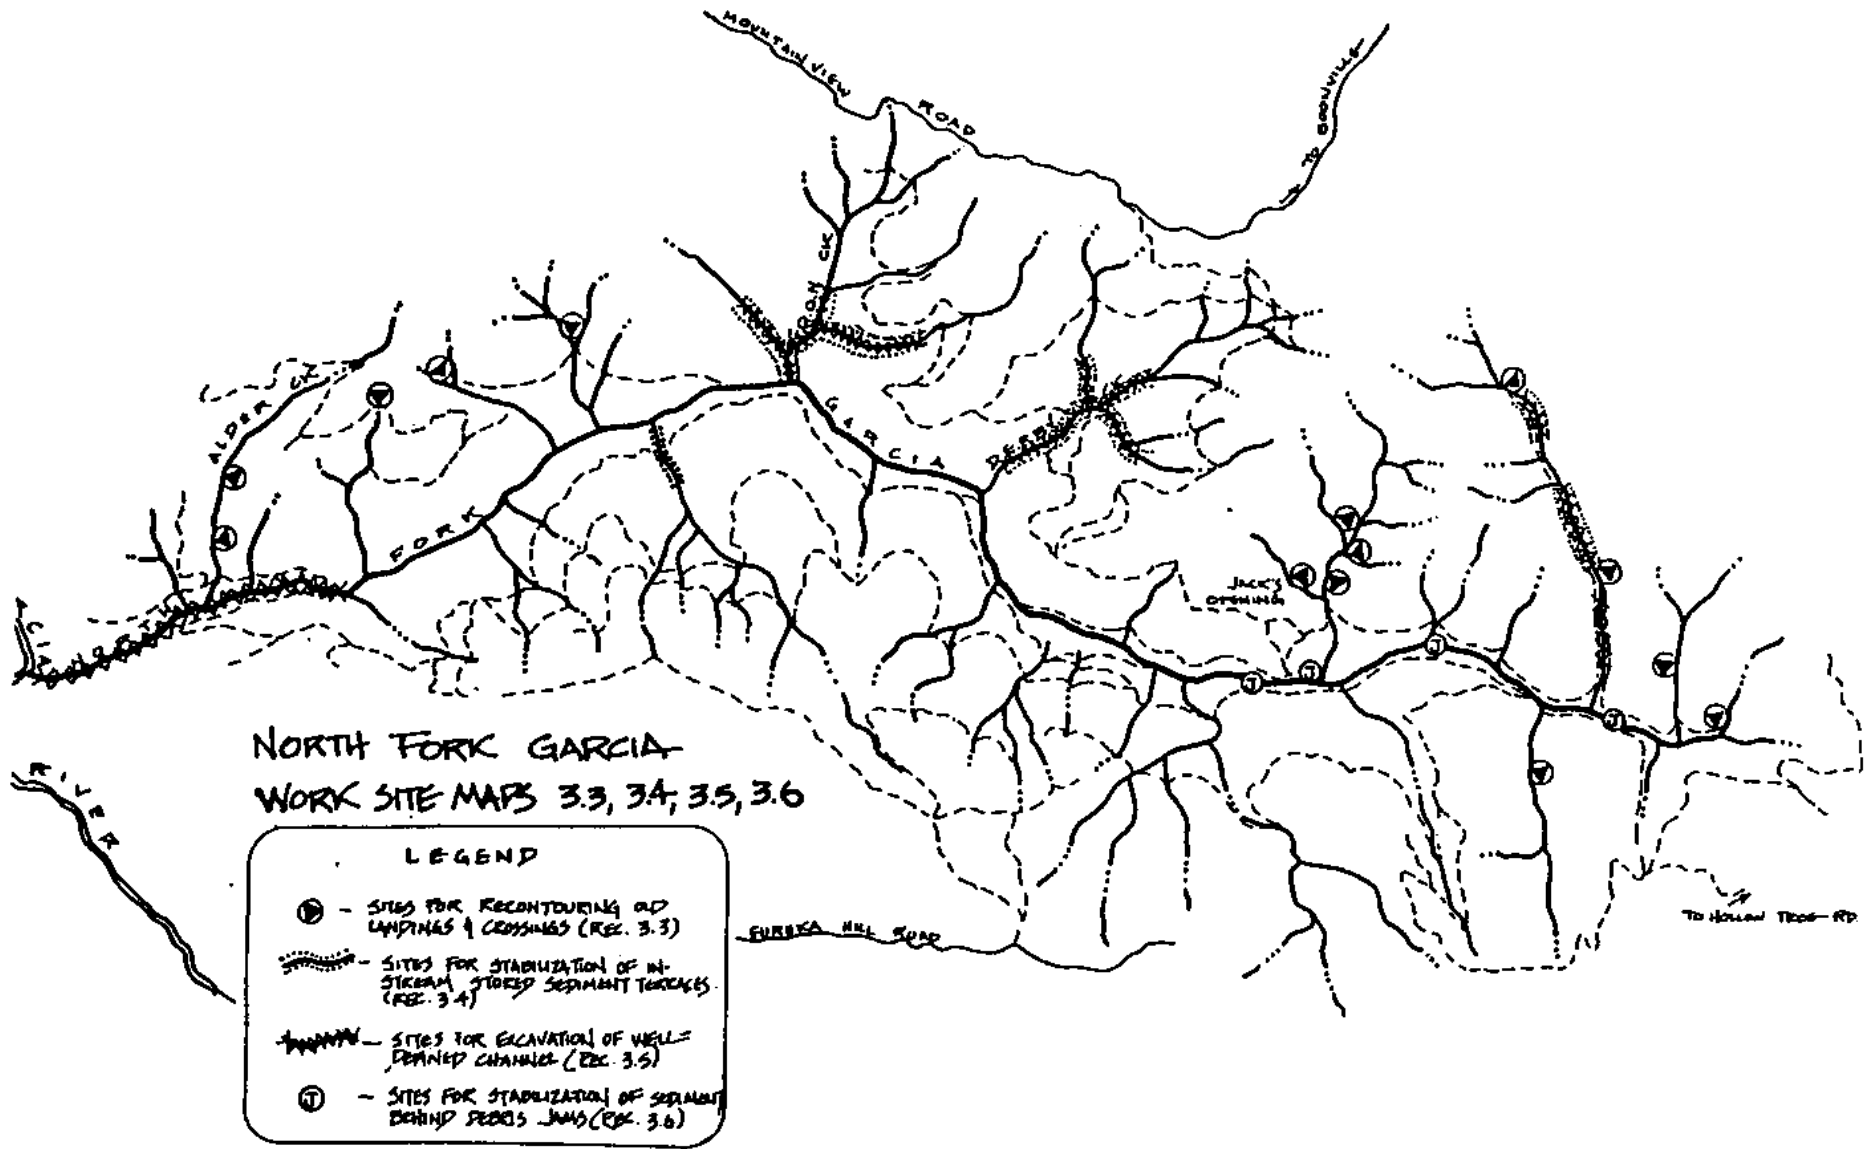 MOUNTAIN VIEW ROAD
TO BOONVILLE
CK
ALDER CK
GARCIA
FORK
JACK'S
OPENING
NORTH FORK GARCIA
WORK SITE MAPS 3.3, 3.4, 3.5, 3.6
RIVER
LEGEND
- SITES FOR RECONTOURING OLD
LANDINGS & CROSSINGS (REC. 3.3)
- SITES FOR STABILIZATION OF IN-
STREAM STORED SEDIMENT TERRACES
(REC. 3.4)
- SITES FOR EXCAVATION OF WELL=
DEFINED CHANNEL (REC. 3.5)
J - SITES FOR STABILIZATION OF SEDIMENT
BEHIND DEBRIS JAMS (REC. 3.6)
EUREKA HILL ROAD
TO HOLLOW TREE RD.
J
J
J
J